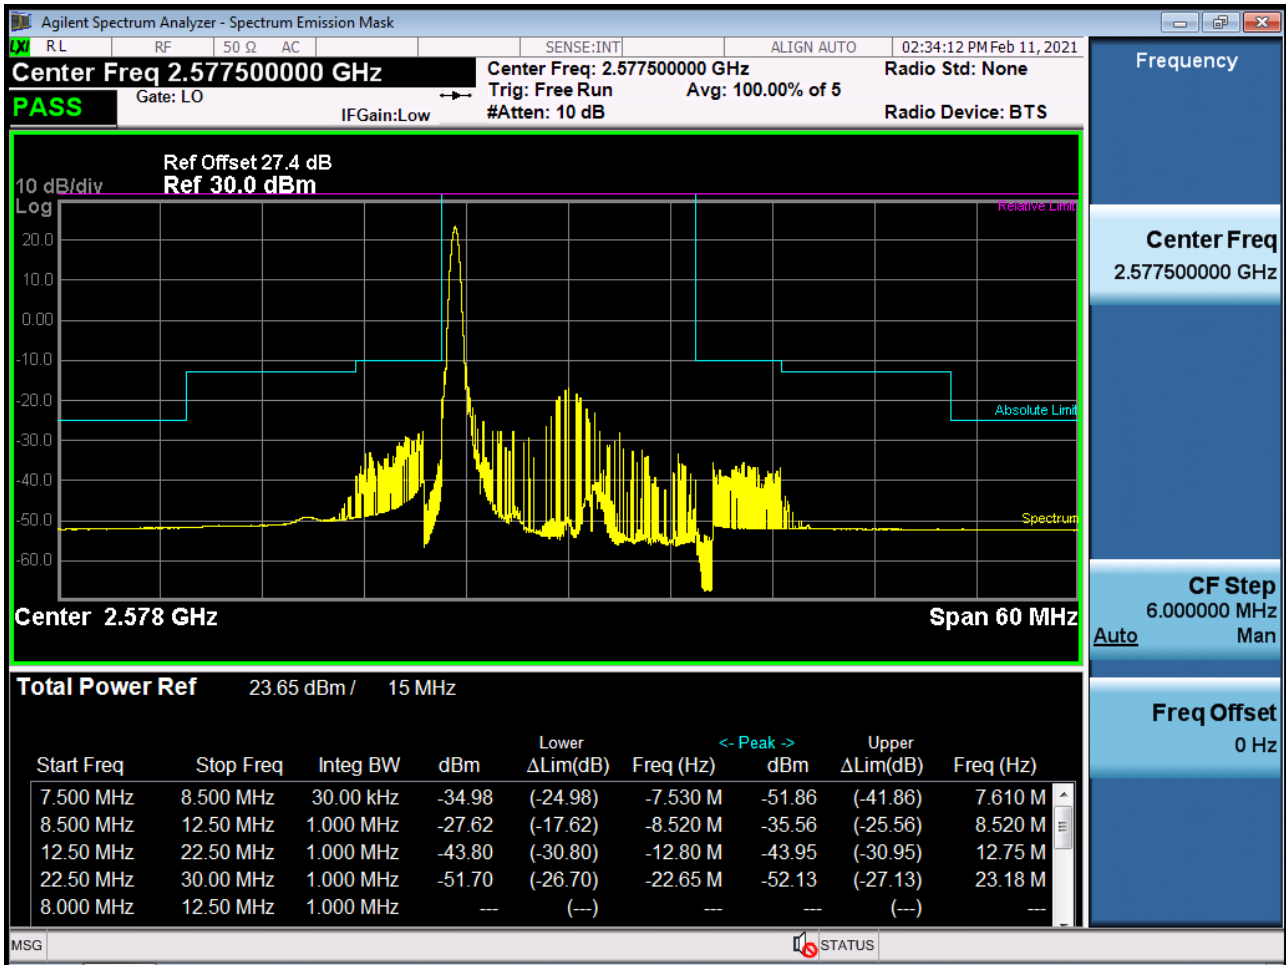 Agilent Spectrum Analyzer - Spectrum Emission Mask
LXI RL RF 50 Ω AC SENSE:INT ALIGN AUTO 02:34:12 PM Feb 11, 2021
Center Freq 2.577500000 GHz
PASS
Gate: LO
IFGain:Low
Center Freq: 2.577500000 GHz
Trig: Free Run Avg: 100.00% of 5
#Atten: 10 dB
Radio Std: None
Radio Device: BTS
Ref Offset 27.4 dB
10 dB/div Ref 30.0 dBm
Log
Relative Limit
20.0
10.0
0.00
-10.0
-20.0
Absolute Limit
-30.0
-40.0
-50.0
Spectrum
-60.0
Center 2.578 GHz Span 60 MHz
Total Power Ref 23.65 dBm / 15 MHz
Lower <- Peak -> Upper
Start Freq Stop Freq Integ BW dBm ΔLim(dB) Freq (Hz) dBm ΔLim(dB) Freq (Hz)
7.500 MHz 8.500 MHz 30.00 kHz -34.98 (-24.98) -7.530 M -51.86 (-41.86) 7.610 M
8.500 MHz 12.50 MHz 1.000 MHz -27.62 (-17.62) -8.520 M -35.56 (-25.56) 8.520 M
12.50 MHz 22.50 MHz 1.000 MHz -43.80 (-30.80) -12.80 M -43.95 (-30.95) 12.75 M
22.50 MHz 30.00 MHz 1.000 MHz -51.70 (-26.70) -22.65 M -52.13 (-27.13) 23.18 M
8.000 MHz 12.50 MHz 1.000 MHz --- (---) --- --- (---) ---
MSG STATUS
Frequency
Center Freq
2.577500000 GHz
CF Step
6.000000 MHz
Auto Man
Freq Offset
0 Hz